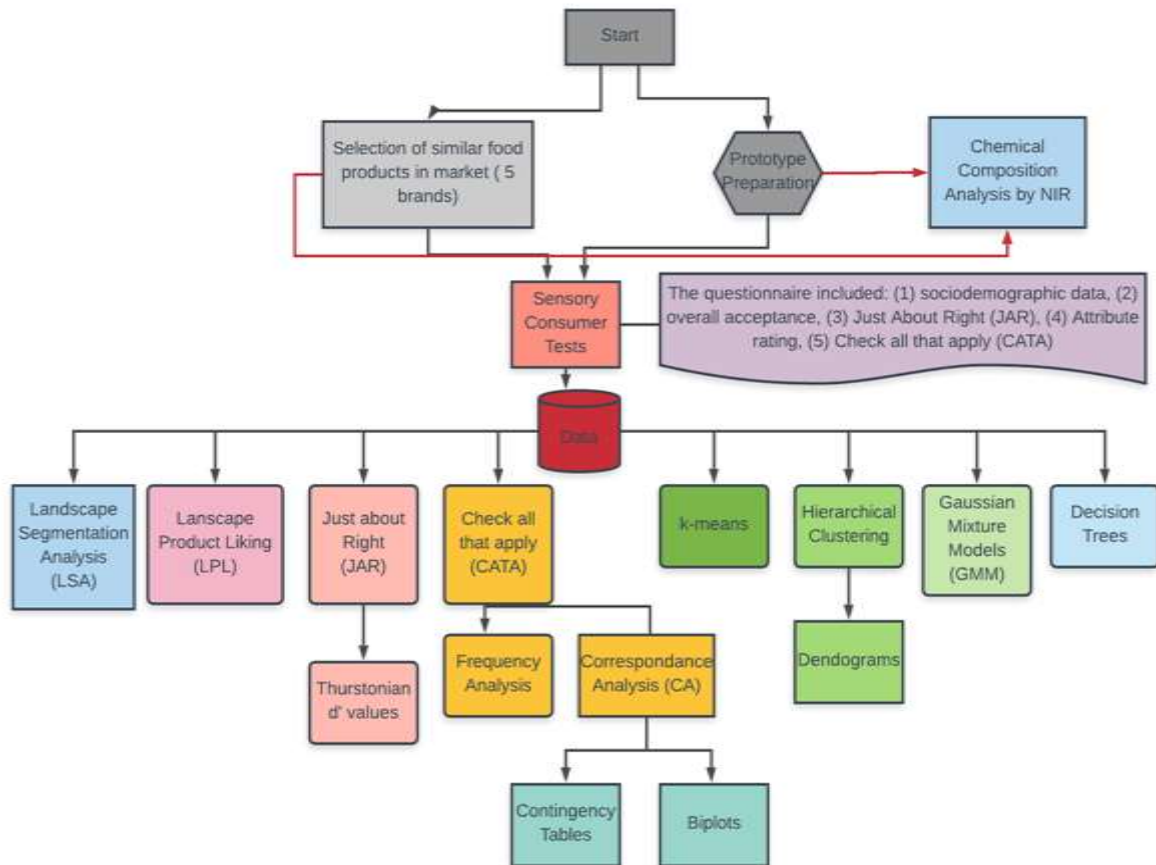 Start
Selection of similar food
products in market ( 5
brands)
Prototype
Preparation
Chemical
Composition
Analysis by NIR
Sensory
Consumer
Tests
The questionnaire included: (1) sociodemographic data, (2)
overall acceptance, (3) Just About Right (JAR), (4) Attribute
rating, (5) Check all that apply (CATA)
Data
Landscape
Segmentation
Analysis
(LSA)
Lanscape
Product Liking
(LPL)
Just about
Right
(JAR)
Check all
that apply
(CATA)
k-means
Hierarchical
Clustering
Gaussian
Mixture
Models
(GMM)
Decision
Trees
Thurstonian
d' values
Frequency
Analysis
Correspondance
Analysis (CA)
Dendograms
Contingency
Tables
Biplots